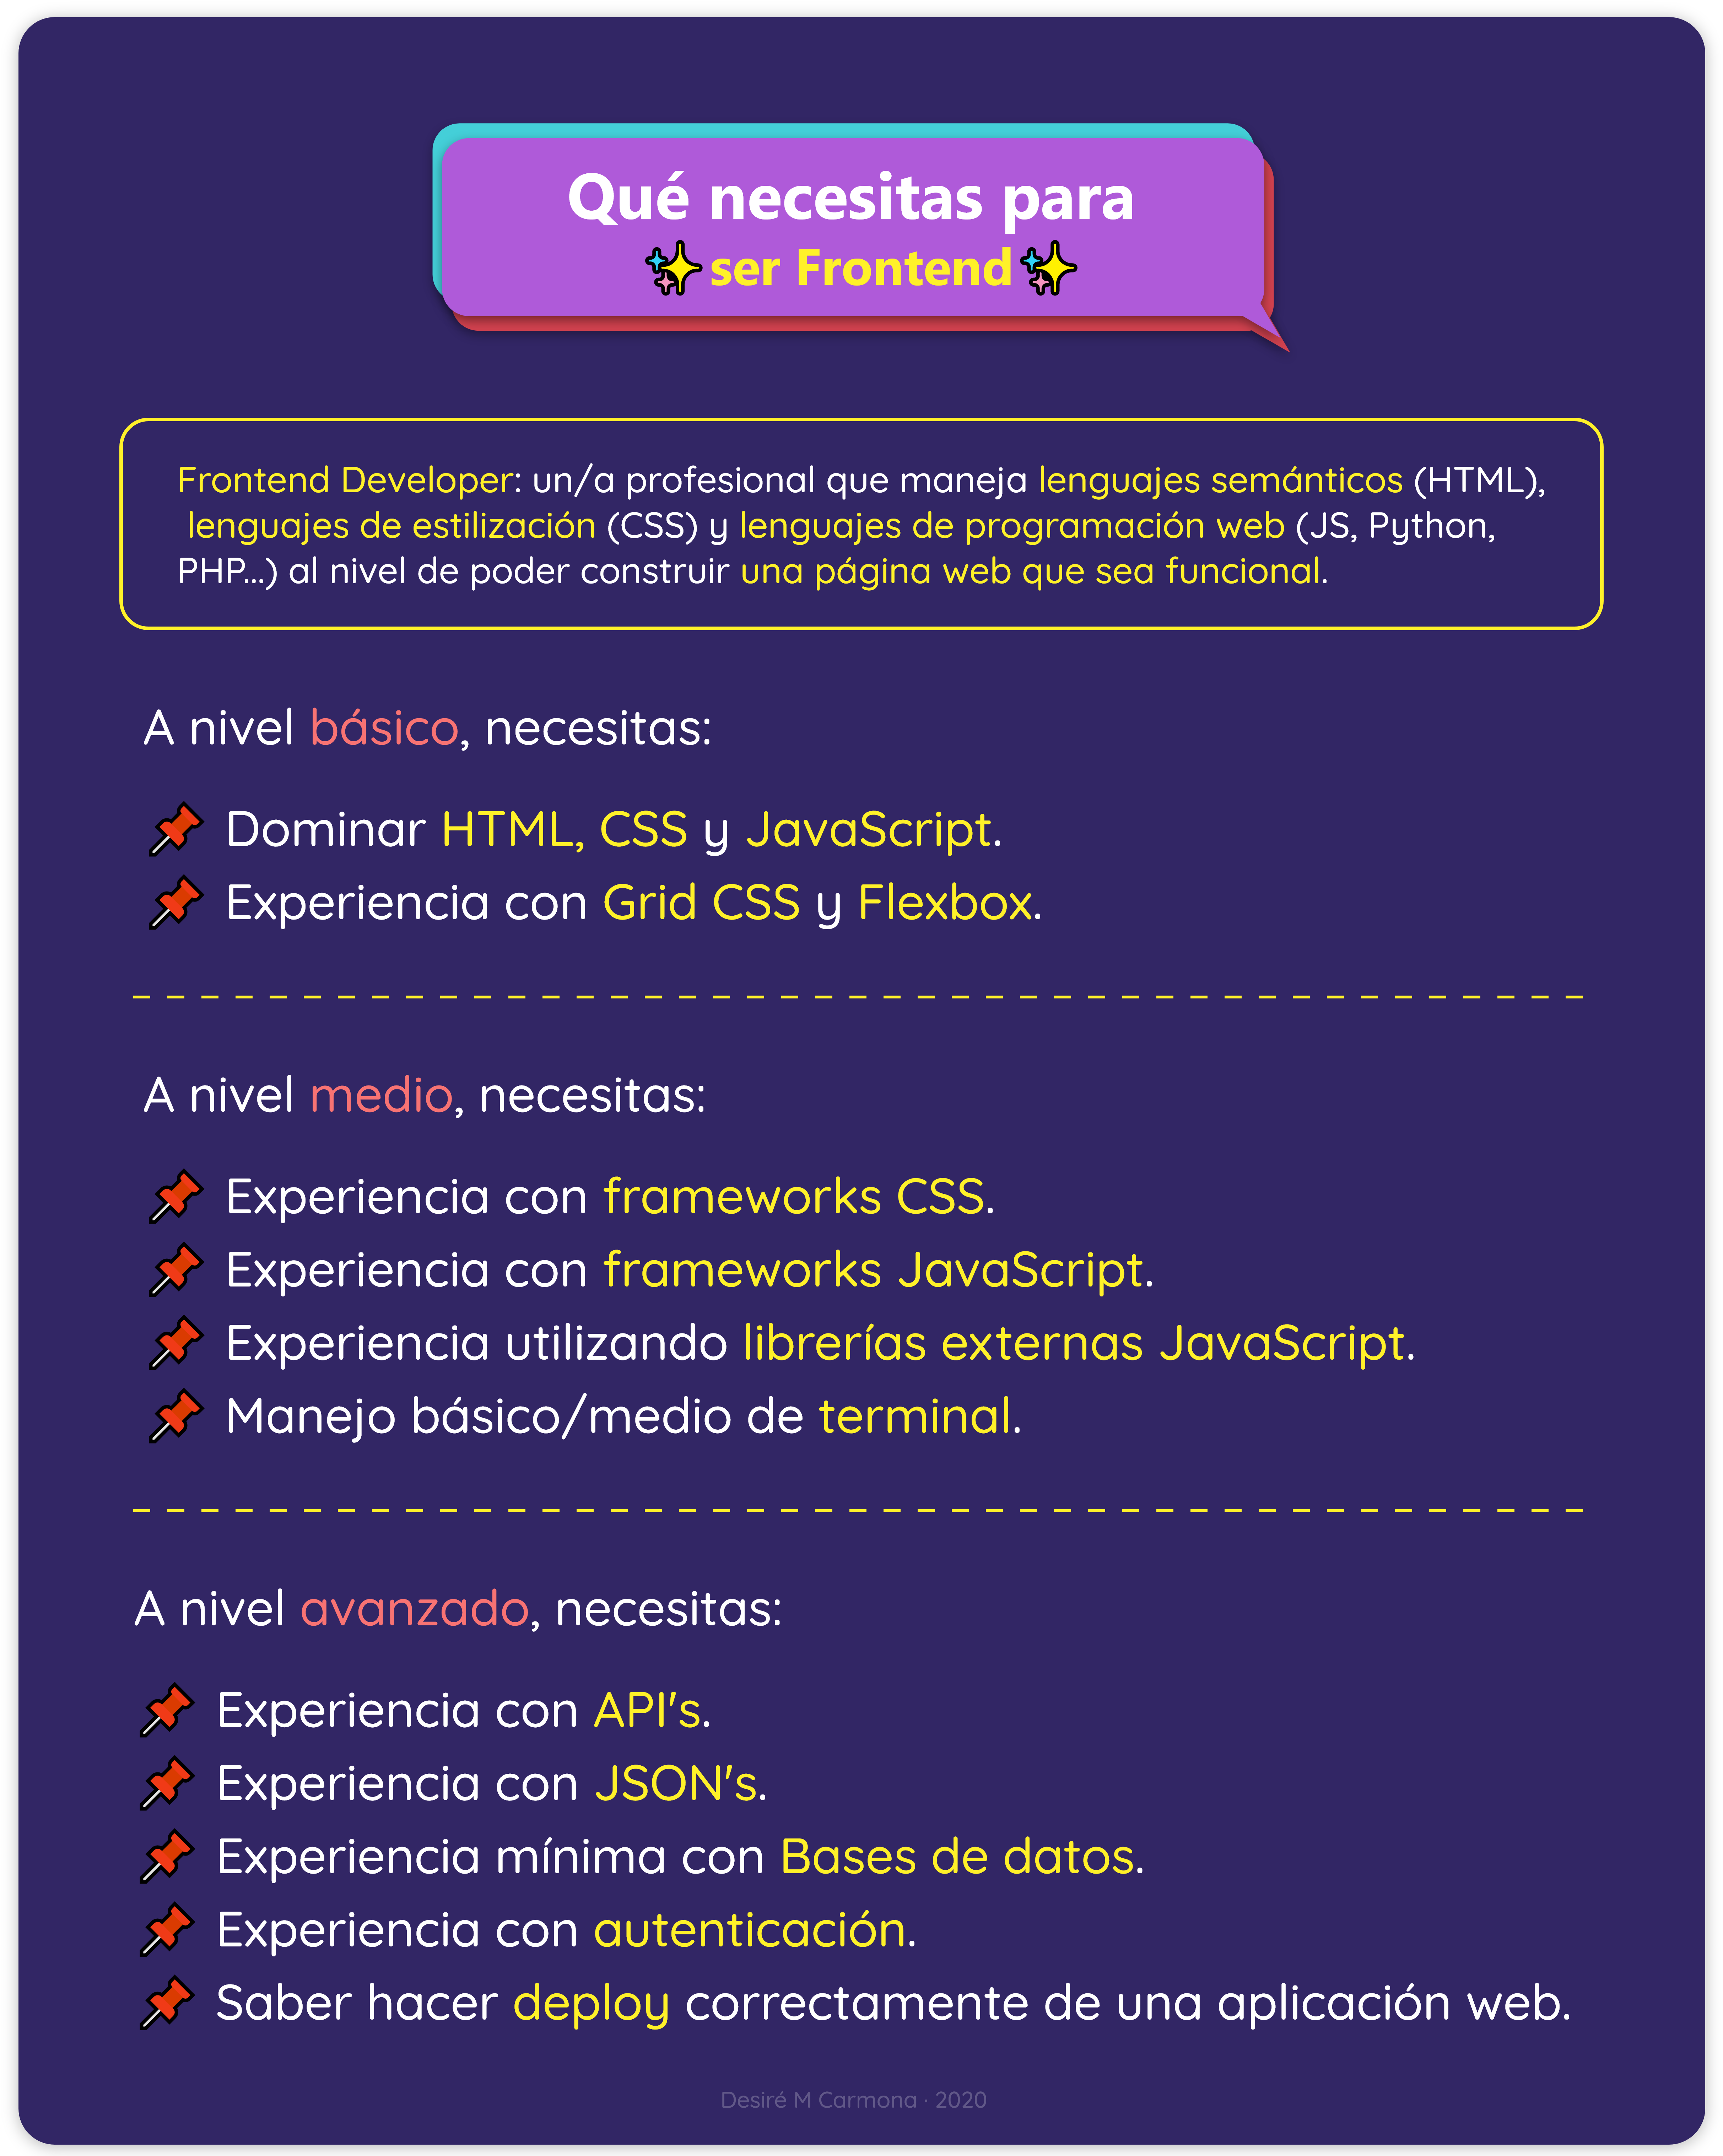 Qué necesitas para
ser Frontend
Frontend Developer: un/a profesional que maneja lenguajes semánticos (HTML),
lenguajes de estilización (CSS) y lenguajes de programación web (JS, Python,
PHP...) al nivel de poder construir una página web que sea funcional.
A nivel básico, necesitas:
Dominar HTML, CSS y JavaScript.
Experiencia con Grid CSS y Flexbox.
A nivel medio, necesitas:
Experiencia con frameworks CSS.
Experiencia con frameworks JavaScript.
Experiencia utilizando librerías externas JavaScript.
Manejo básico/medio de terminal.
A nivel avanzado, necesitas:
Experiencia con API's.
Experiencia con JSON's.
Experiencia mínima con Bases de datos.
Experiencia con autenticación.
Saber hacer deploy correctamente de una aplicación web.
Desiré M Carmona · 2020